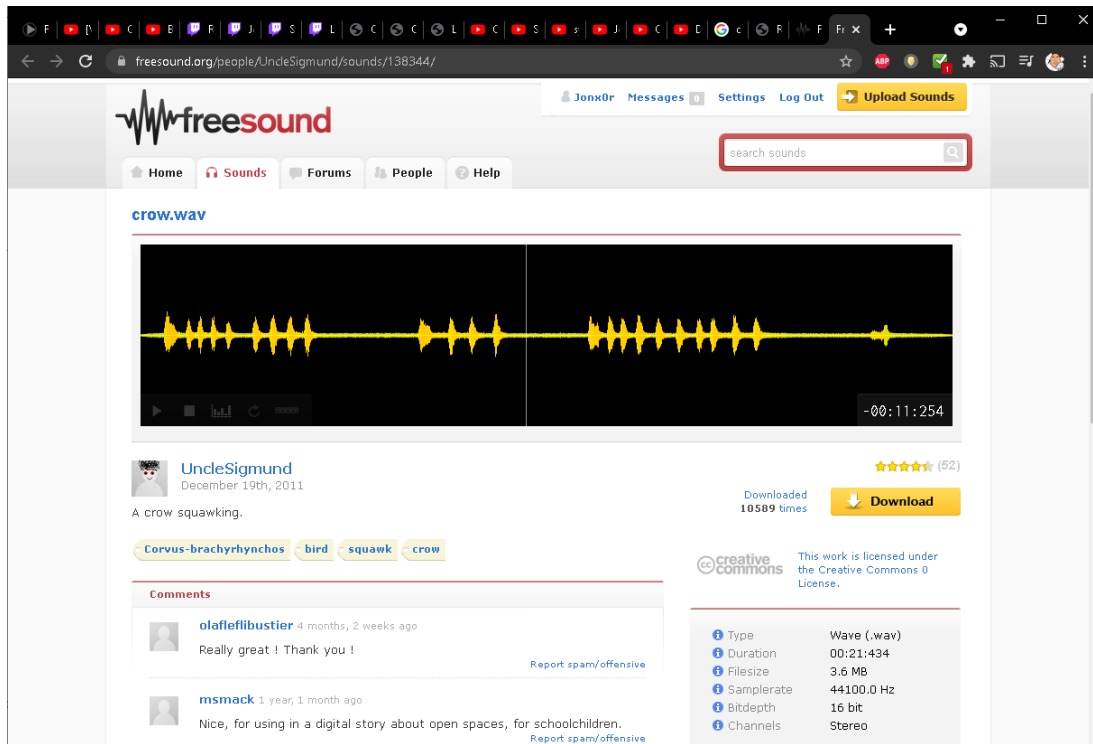 F [\ C B R J S L C C L C S s J C C c R F Fr
freesound.org/people/UncleSigmund/sounds/138344/
ABP 1
Jonx0r Messages 0 Settings Log Out Upload Sounds
freesound
search sounds
Home Sounds Forums People Help
crow.wav
-00:11:254
UncleSigmund
December 19th, 2011
(52)
A crow squawking.
Downloaded
10589 times
Download
Corvus-brachyrhynchos bird squawk crow
cc creative commons
This work is licensed under
the Creative Commons 0
License.
Comments
olafleflibustier 4 months, 2 weeks ago
Really great ! Thank you !
Report spam/offensive
msmack 1 year, 1 month ago
Nice, for using in a digital story about open spaces, for schoolchildren.
Report spam/offensive
Type Wave (.wav)
Duration 00:21:434
Filesize 3.6 MB
Samplerate 44100.0 Hz
Bitdepth 16 bit
Channels Stereo